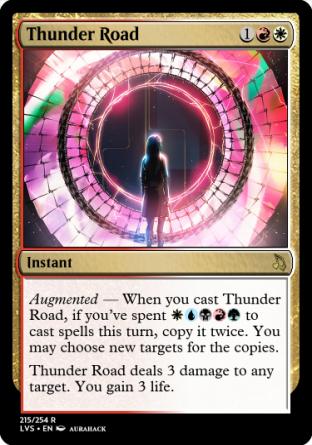 Thunder Road 1
Instant
Augmented — When you cast Thunder
Road, if you've spent to
cast spells this turn, copy it twice. You
may choose new targets for the copies.
Thunder Road deals 3 damage to any
target. You gain 3 life.
215/254 R
LVS • EN AURAHACK